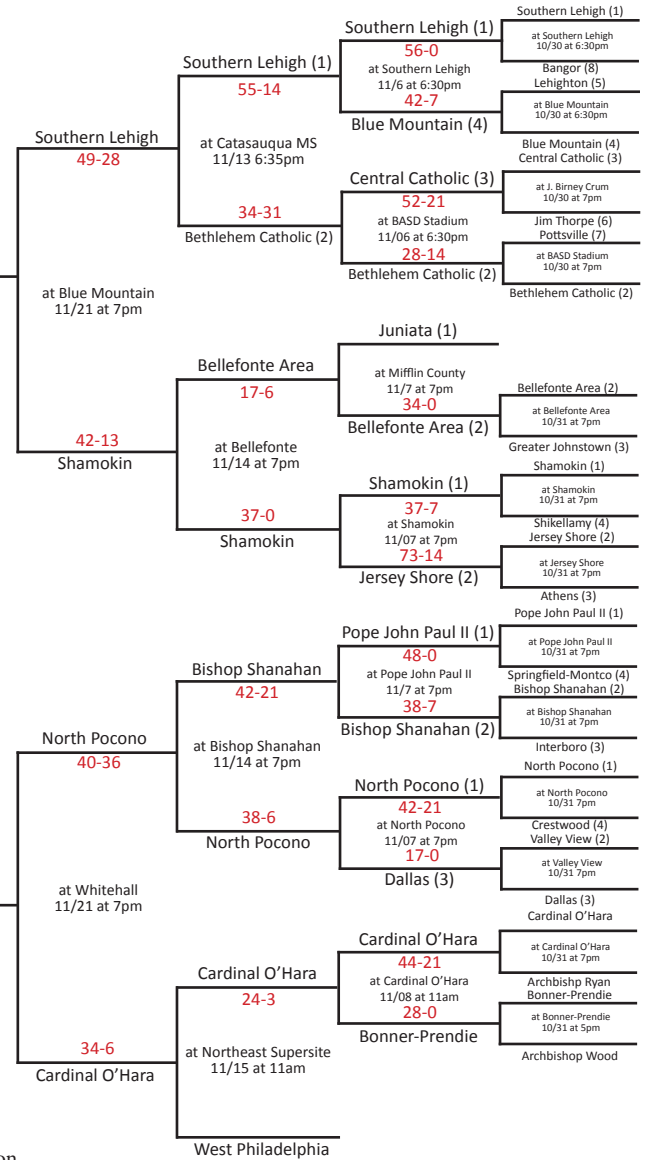 Southern Lehigh (1)
at Southern Lehigh
10/30 at 6:30pm
Bangor (8)
Lehighton (5)
at Blue Mountain
10/30 at 6:30pm
Blue Mountain (4)
Central Catholic (3)
at J. Birney Crum
10/30 at 7pm
Jim Thorpe (6)
Pottsville (7)
at BASD Stadium
10/30 at 7pm
Bethlehem Catholic (2)
Southern Lehigh (1)
56-0
at Southern Lehigh
11/6 at 6:30pm
42-7
Blue Mountain (4)
Central Catholic (3)
52-21
at BASD Stadium
11/06 at 6:30pm
28-14
Bethlehem Catholic (2)
Southern Lehigh (1)
55-14
at Catasauqua MS
11/13 6:35pm
34-31
Bethlehem Catholic (2)
Southern Lehigh
49-28
at Blue Mountain
11/21 at 7pm
42-13
Shamokin
Bellefonte Area
17-6
at Bellefonte
11/14 at 7pm
37-0
Shamokin
Juniata (1)
at Mifflin County
11/7 at 7pm
34-0
Bellefonte Area (2)
Bellefonte Area (2)
at Bellefonte Area
10/31 at 7pm
Greater Johnstown (3)
Shamokin (1)
37-7
at Shamokin
11/07 at 7pm
73-14
Jersey Shore (2)
Shamokin (1)
at Shamokin
10/31 at 7pm
Shikellamy (4)
Jersey Shore (2)
at Jersey Shore
10/31 at 7pm
Athens (3)
Pope John Paul II (1)
at Pope John Paul II
10/31 at 7pm
Springfield-Montco (4)
Bishop Shanahan (2)
at Bishop Shanahan
10/31 at 7pm
Interboro (3)
Pope John Paul II (1)
48-0
at Pope John Paul II
11/7 at 7pm
38-7
Bishop Shanahan (2)
Bishop Shanahan
42-21
at Bishop Shanahan
11/14 at 7pm
38-6
North Pocono
North Pocono
40-36
at Whitehall
11/21 at 7pm
34-6
Cardinal O’Hara
North Pocono (1)
42-21
at North Pocono
11/07 at 7pm
17-0
Dallas (3)
North Pocono (1)
at North Pocono
10/31 7pm
Crestwood (4)
Valley View (2)
at Valley View
10/31 7pm
Dallas (3)
Cardinal O’Hara
at Cardinal O’Hara
10/31 at 7pm
Archbishp Ryan
Bonner-Prendie
at Bonner-Prendie
10/31 at 5pm
Archbishop Wood
Cardinal O’Hara
44-21
at Cardinal O’Hara
11/08 at 11am
28-0
Bonner-Prendie
Cardinal O’Hara
24-3
at Northeast Supersite
11/15 at 11am
West Philadelphia